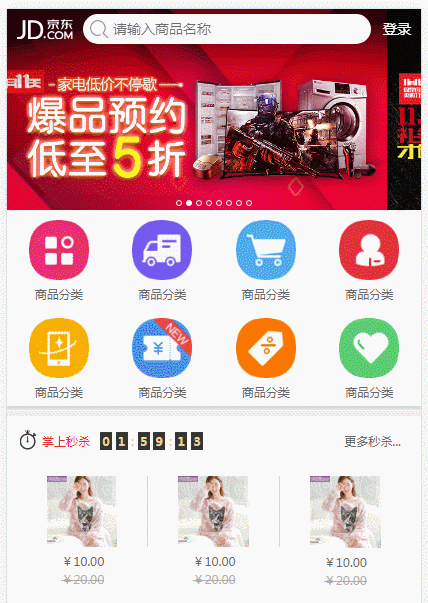 JD 京东 .COM
请输入商品名称
登录
家电低价不停歇
爆品预约
低至5折
商品分类 商品分类 商品分类 商品分类
NEW
¥
商品分类 商品分类 商品分类 商品分类
掌上秒杀 01:59:13 更多秒杀...
¥10.00 ¥10.00 ¥10.00
¥20.00 ¥20.00 ¥20.00